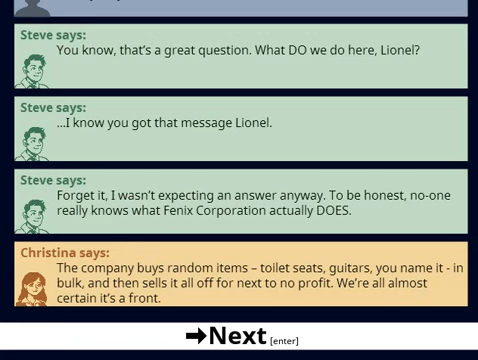 Steve says:
You know, that’s a great question. What DO we do here, Lionel?
Steve says:
...I know you got that message Lionel.
Steve says:
Forget it, I wasn’t expecting an answer anyway. To be honest, no-one
really knows what Fenix Corporation actually DOES.
Christina says:
The company buys random items – toilet seats, guitars, you name it - in
bulk, and then sells it all off for next to no profit. We’re all almost
certain it’s a front.
➡Next [enter]